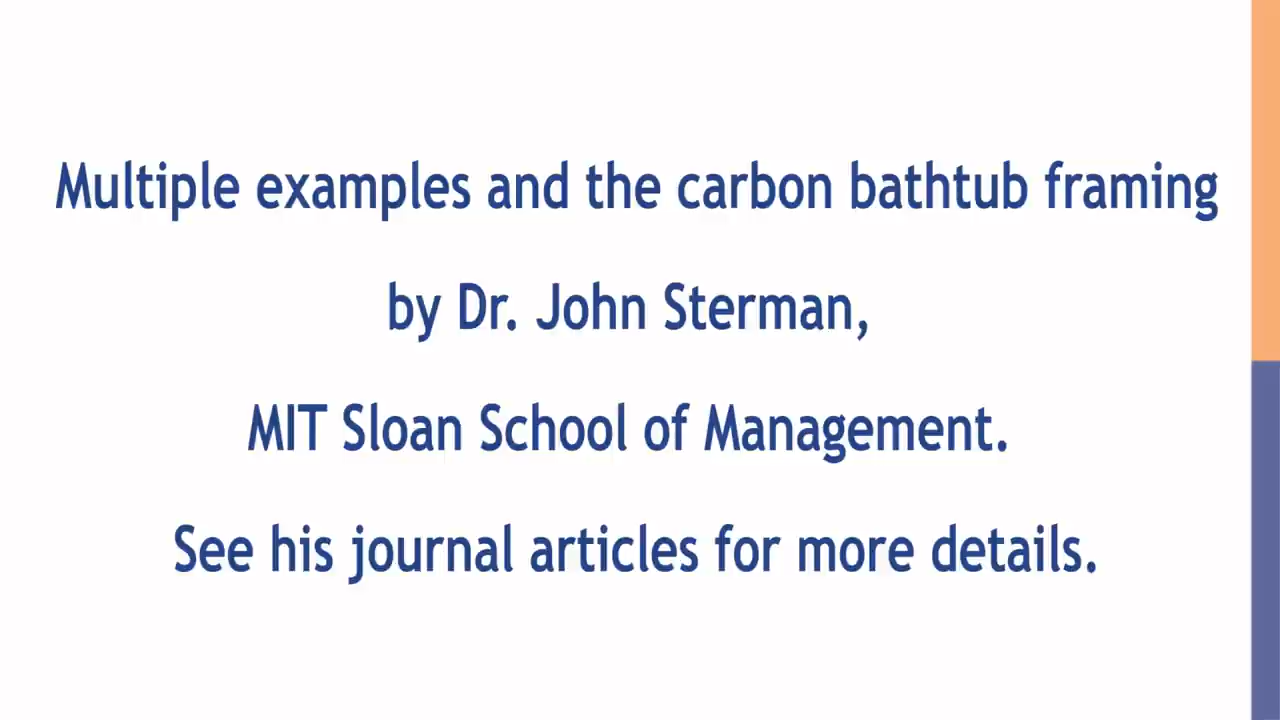 Multiple examples and the carbon bathtub framing
by Dr. John Sterman,
MIT Sloan School of Management.
See his journal articles for more details.